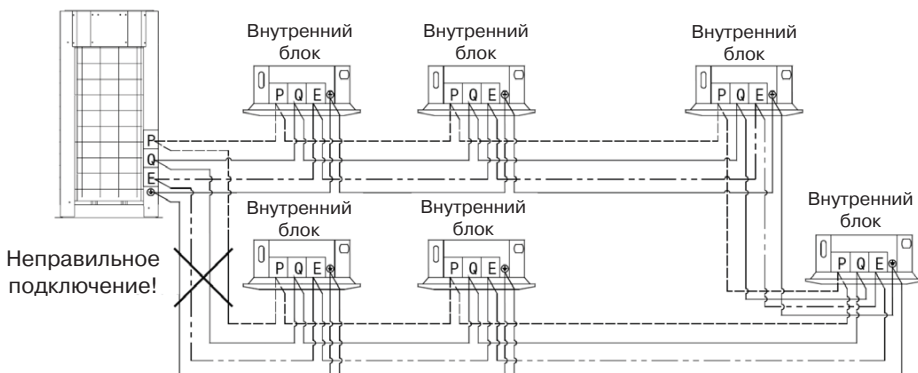 Внутренний
блок
Внутренний
блок
Внутренний
блок
P Q E
P Q E
P Q E
P
Q
E
Внутренний
блок
Внутренний
блок
Внутренний
блок
Неправильное
подключение!
P Q E
P Q E
P Q E